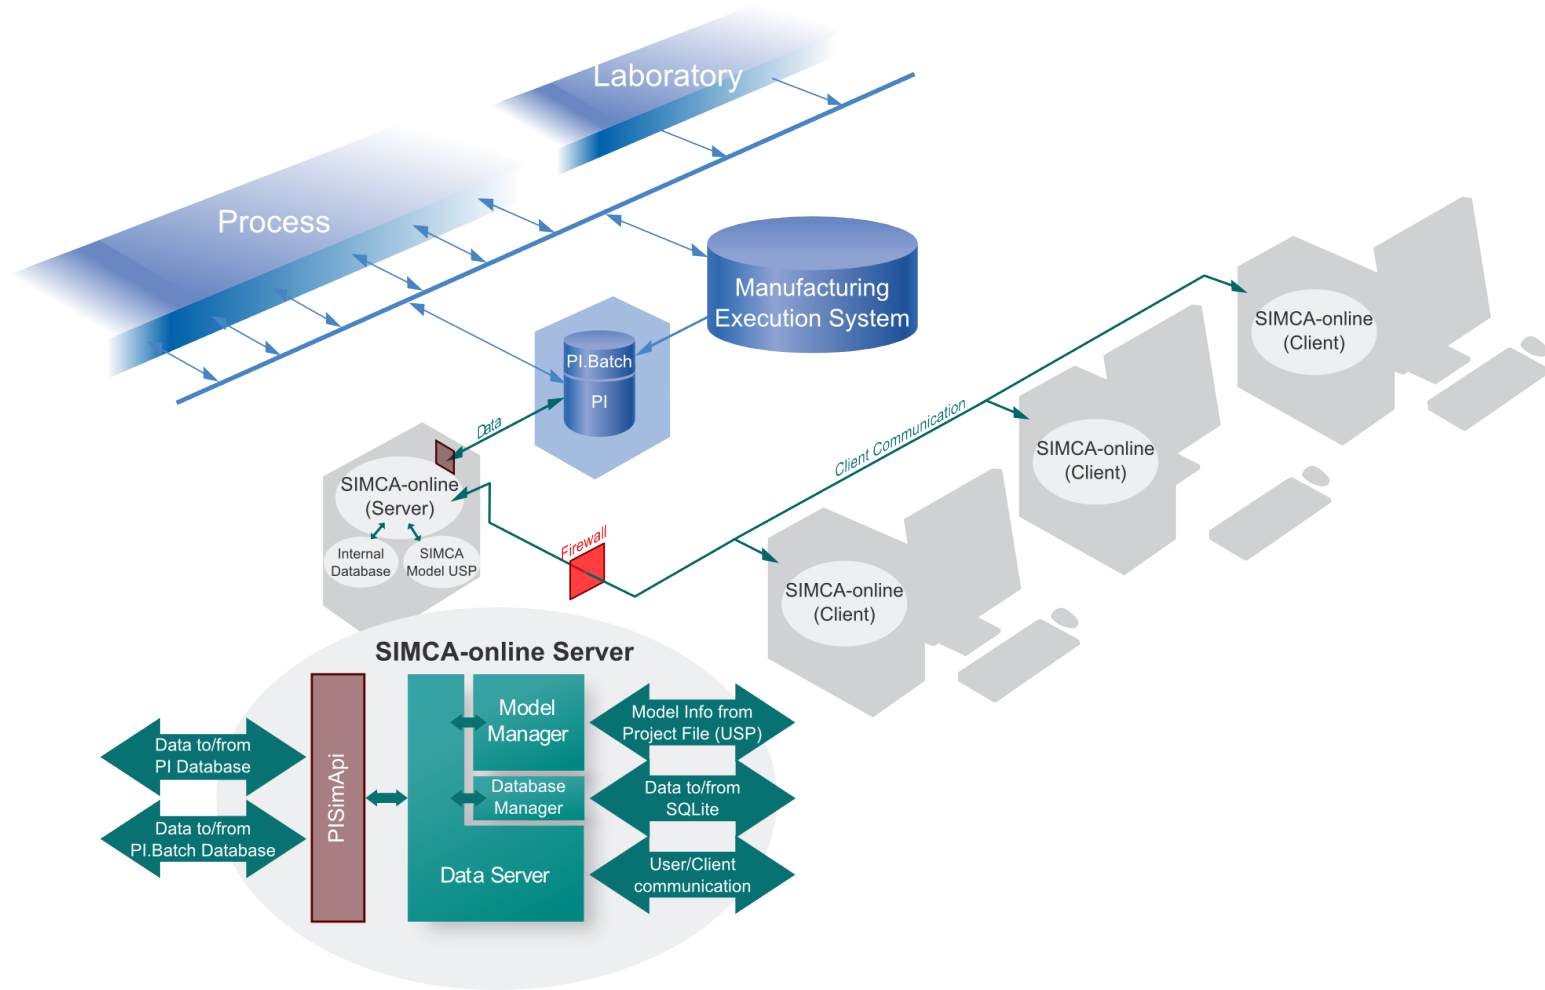 Laboratory
Process
Manufacturing
Execution System
PI.Batch
PI
Data
SIMCA-online
(Server)
Internal
Database
SIMCA
Model USP
Firewall
Client Communication
SIMCA-online
(Client)
SIMCA-online
(Client)
SIMCA-online
(Client)
SIMCA-online Server
Data to/from
PI Database
Data to/from
PI.Batch Database
PISimApi
Model
Manager
Database
Manager
Data Server
Model Info from
Project File (USP)
Data to/from
SQLite
User/Client
communication